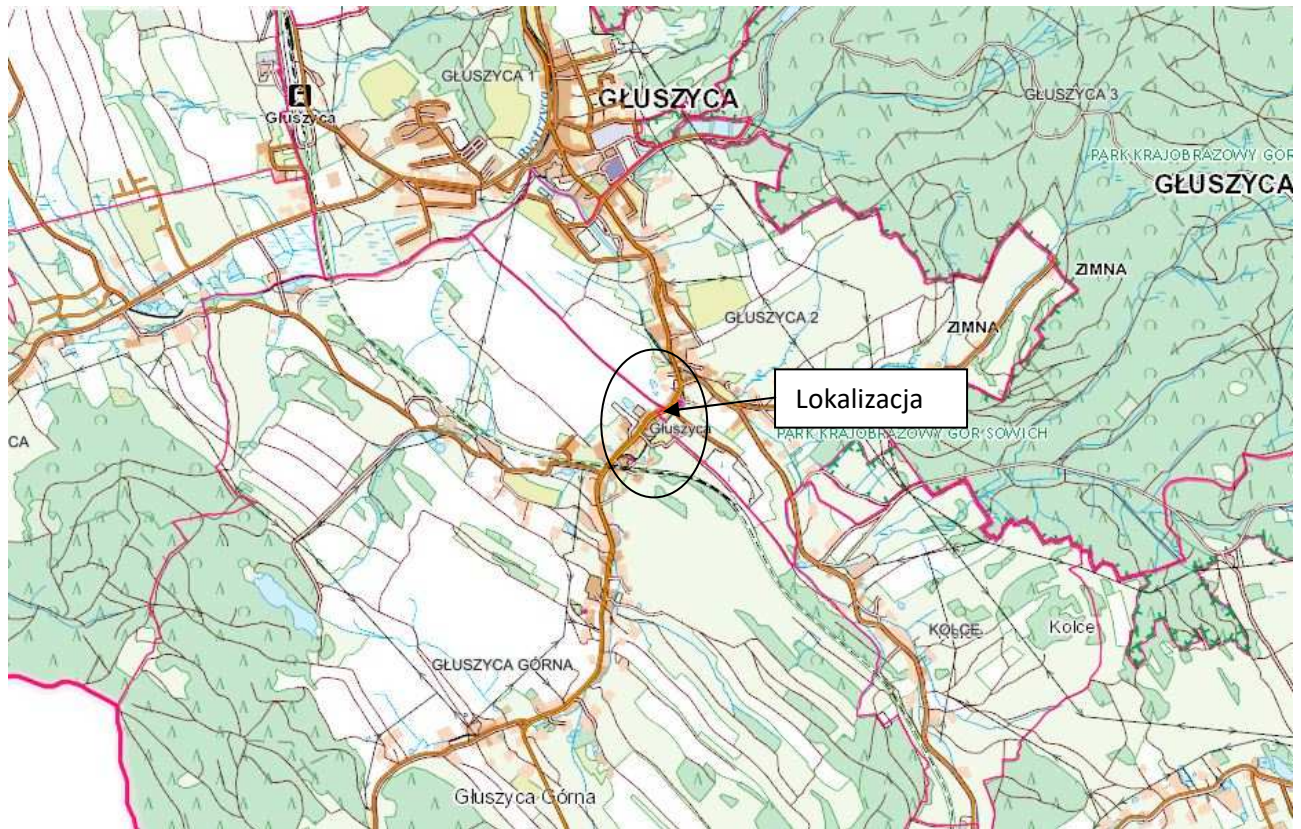 GŁUSZYCA 1
GŁUSZYCA
Głuszyca
GŁUSZYCA 3
PARK KRAJOBRAZOWY GÓR
GŁUSZYCA
ZIMNA
GŁUSZYCA 2
ZIMNA
Lokalizacja
Głuszyca
PARK KRAJOBRAZOWY GÓR SOWICH
CA
KOLCE
Kolce
GŁUSZYCA GÓRNA
Głuszyca Górna